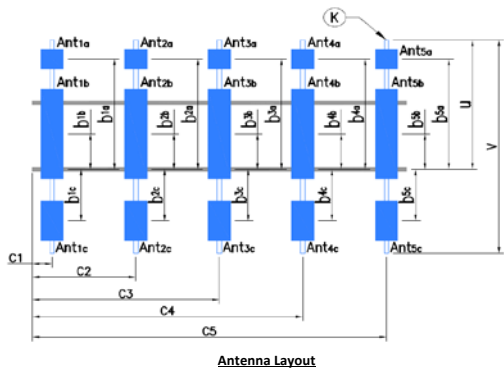 K
Ant1a Ant2a Ant3a Ant4a Ant5a
Ant1b Ant2b Ant3b Ant4b Ant5b
b1b b1a b2b b2a b3b b3a b4b b4a b5b b5a u v
b1c b2c b3c b4c b5c
Ant1c Ant2c Ant3c Ant4c Ant5c
C1
C2
C3
C4
C5
Antenna Layout